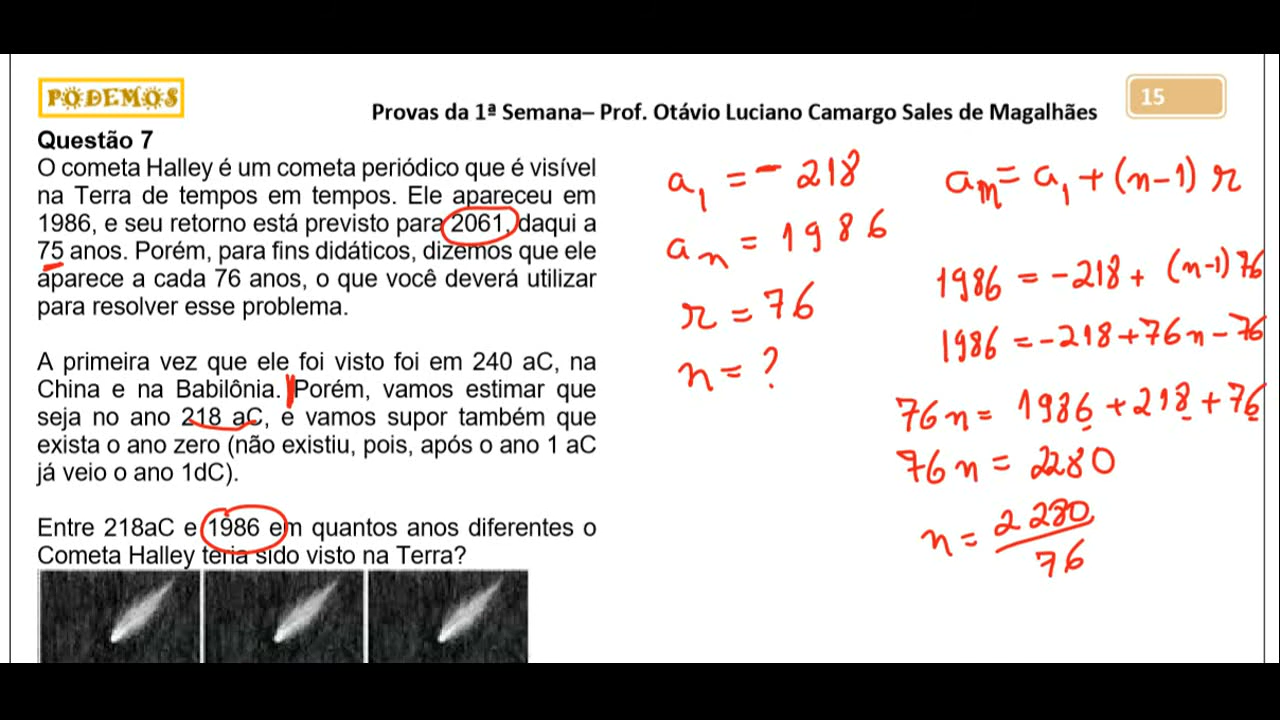 PODEMOS
Provas da 1ª Semana– Prof. Otávio Luciano Camargo Sales de Magalhães
15
Questão 7
O cometa Halley é um cometa periódico que é visível
na Terra de tempos em tempos. Ele apareceu em
1986, e seu retorno está previsto para 2061, daqui a
75 anos. Porém, para fins didáticos, dizemos que ele
aparece a cada 76 anos, o que você deverá utilizar
para resolver esse problema.
A primeira vez que ele foi visto foi em 240 aC, na
China e na Babilônia. Porém, vamos estimar que
seja no ano 218 aC, e vamos supor também que
exista o ano zero (não existiu, pois, após o ano 1 aC
já veio o ano 1dC).
Entre 218aC e 1986 em quantos anos diferentes o
Cometa Halley teria sido visto na Terra?
a₁ = - 218
aₙ = 1986
r = 76
n = ?
aₙ = a₁ + (n-1) r
1986 = -218 + (n-1) 76
1986 = -218 + 76n - 76
76n = 1986 + 218 + 76
76n = 2280
n = 2280
76